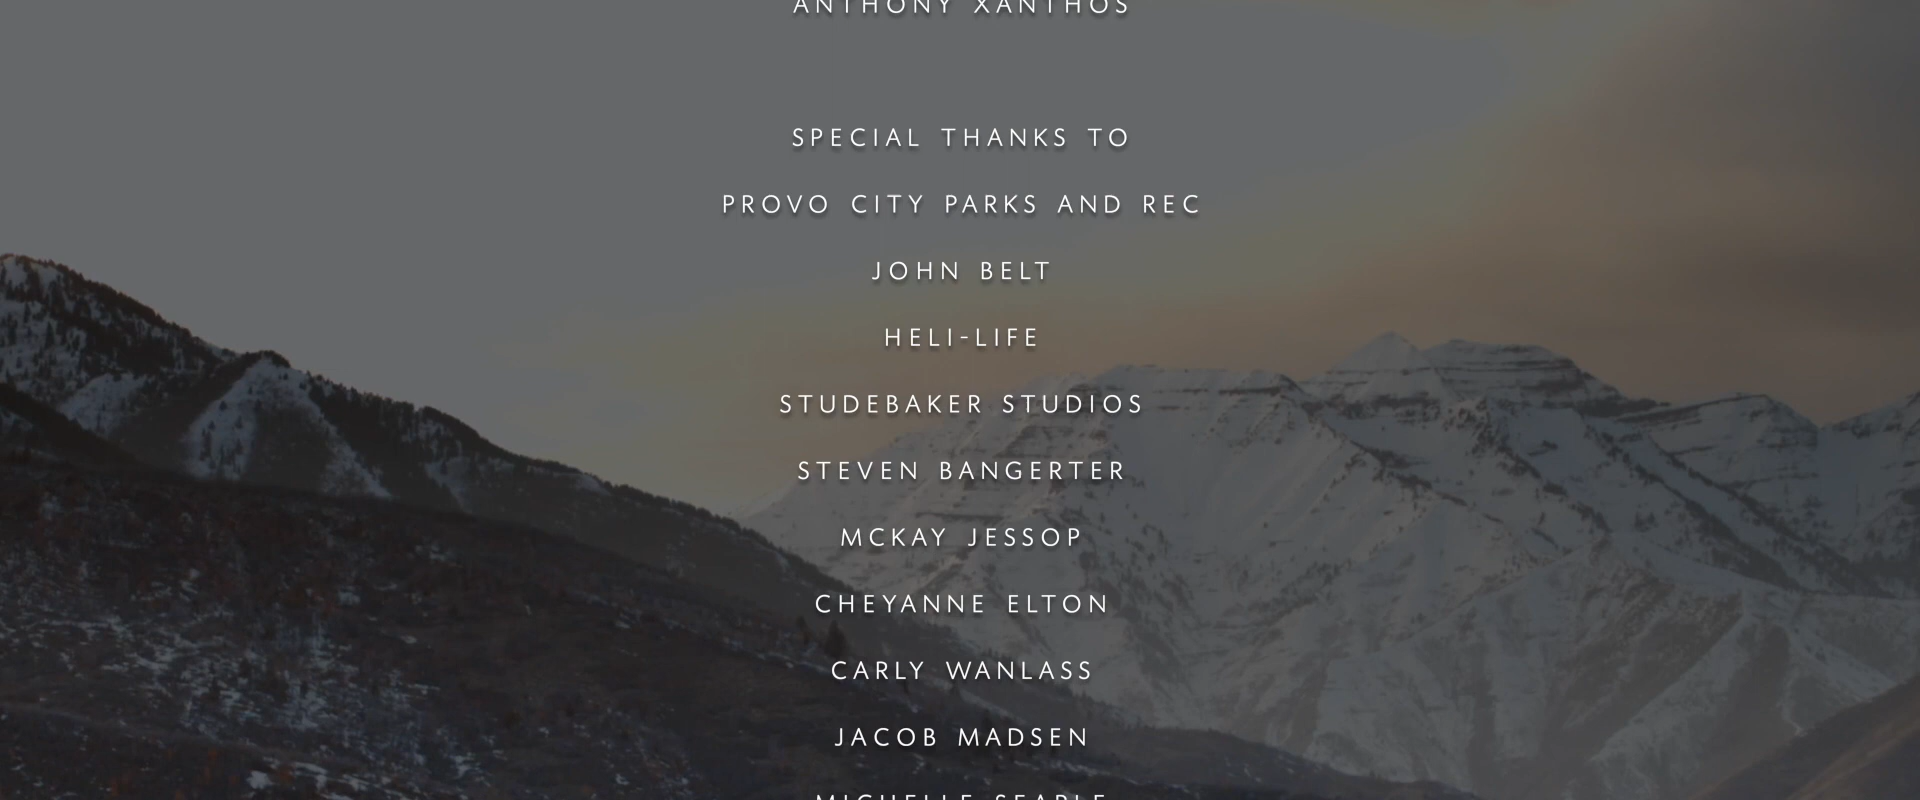 ANTHONY XANTHOS
SPECIAL THANKS TO
PROVO CITY PARKS AND REC
JOHN BELT
HELI-LIFE
STUDEBAKER STUDIOS
STEVEN BANGERTER
MCKAY JESSOP
CHEYANNE ELTON
CARLY WANLASS
JACOB MADSEN
MICHELLE